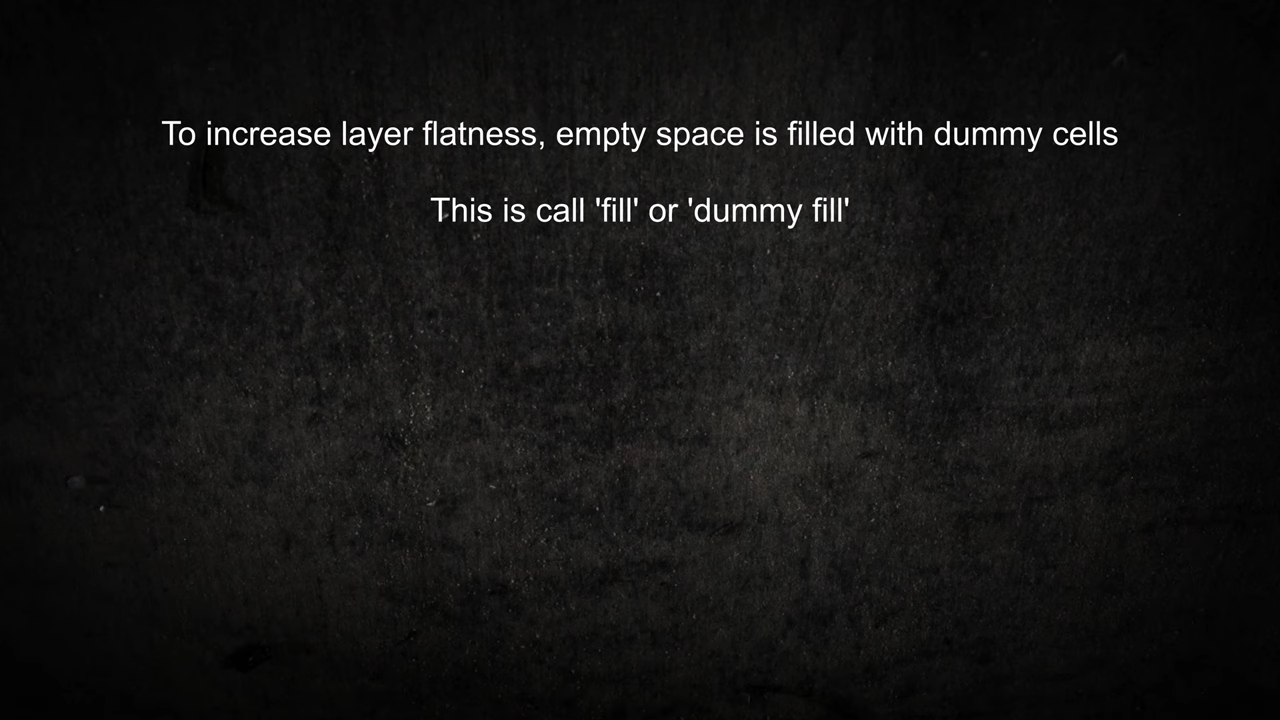 To increase layer flatness, empty space is filled with dummy cells
This is call 'fill' or 'dummy fill'